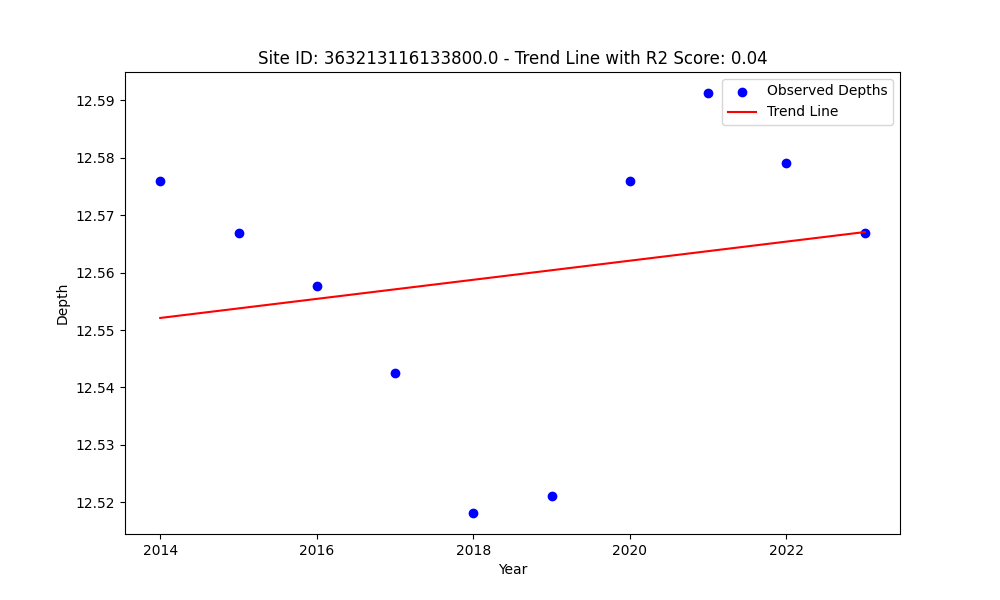 Site ID: 363213116133800.0 - Trend Line with R2 Score: 0.04
Observed Depths
Trend Line
12.59
12.58
12.57
12.56
12.55
12.54
12.53
12.52
Depth
2014
2016
2018
2020
2022
Year